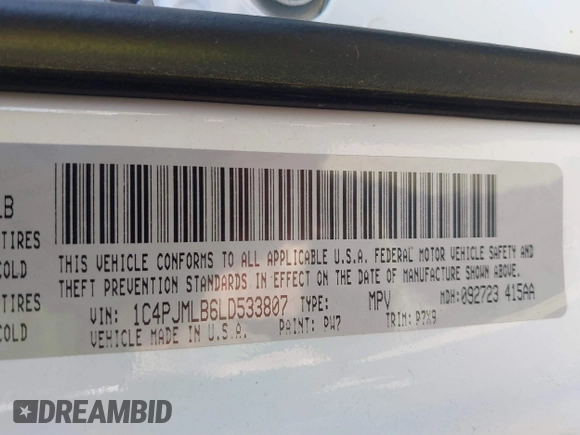 LB
TIRES
COLD
TIRES
COLD
THIS VEHICLE CONFORMS TO ALL APPLICABLE U.S.A. FEDERAL MOTOR VEHICLE SAFETY AND
THEFT PREVENTION STANDARDS IN EFFECT ON THE DATE OF MANUFACTURE SHOWN ABOVE.
VIN: 1C4PJMLB6LD533807 TYPE: MPV MDH: 092723 415AA
VEHICLE MADE IN U.S.A. PAINT: PW7 TRIM: P7X9
DREAMBID